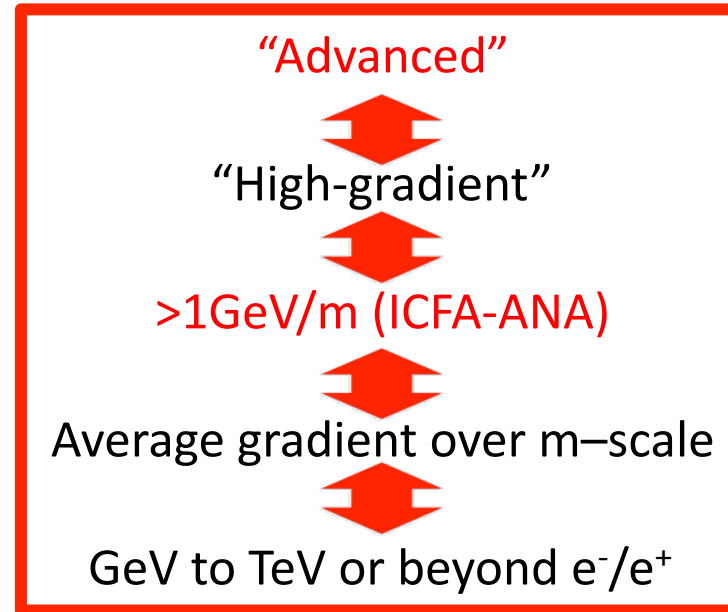 “Advanced”
“High-gradient”
>1GeV/m (ICFA-ANA)
Average gradient over m–scale
GeV to TeV or beyond e⁻/e⁺